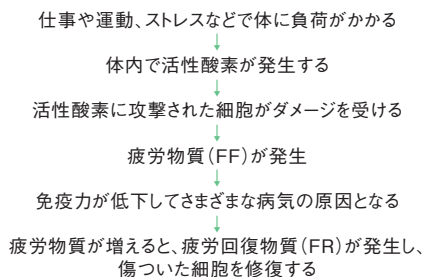 仕事や運動、ストレスなどで体に負荷がかかる
体内で活性酸素が発生する
活性酸素に攻撃された細胞がダメージを受ける
疲労物質（FF）が発生
免疫力が低下してさまざまな病気の原因となる
疲労物質が増えると、疲労回復物質（FR）が発生し、
傷ついた細胞を修復する